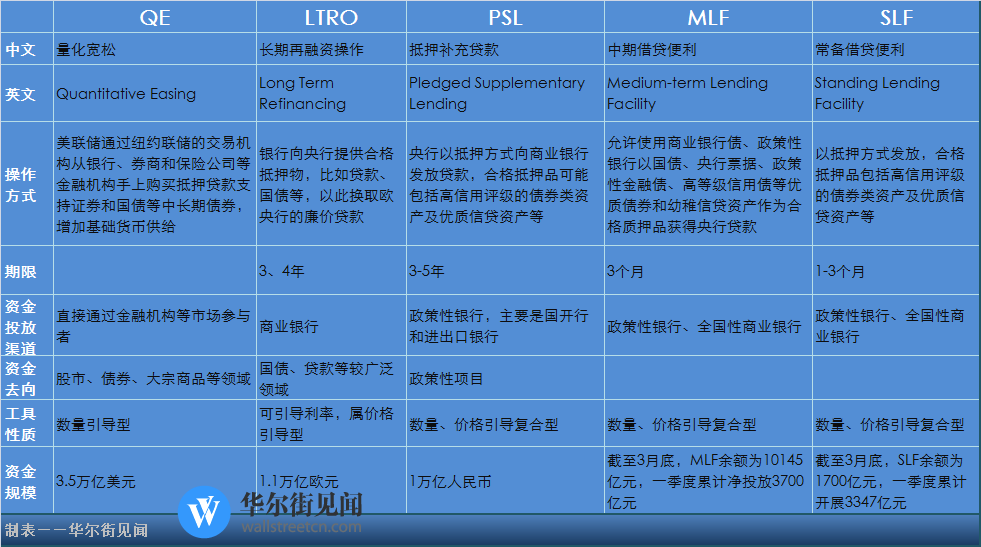 QE LTRO PSL MLF SLF
中文 量化宽松 长期再融资操作 抵押补充贷款 中期借贷便利 常备借贷便利
英文
Quantitative Easing
Long Term
Refinancing
Pledged Supplementary
Lending
Medium-term Lending
Facility
Standing Lending
Facility
操作
方式
美联储通过纽约联储的交易机
构从银行、券商和保险公司等
金融机构手上购买抵押贷款支
持证券和国债等中长期债券，
增加基础货币供给
银行向央行提供合格
抵押物，比如贷款、
国债等，以此换取欧
央行的廉价贷款
央行以抵押方式向商业银行
发放贷款，合格抵押品可能
包括高信用评级的债券类资
产及优质信贷资产等
允许使用商业银行债、政策性
银行以国债、央行票据、政策
性金融债、高等级信用债等优
质债券和幼稚信贷资产作为合
格质押品获得央行贷款
以抵押方式发放，合格
抵押品包括高信用评级
的债券类资产及优质信
贷资产等
期限 3、4年 3-5年 3个月 1-3个月
资金
投放
渠道
直接通过金融机构等市场参与
者
商业银行
政策性银行，主要是国开行
和进出口银行
政策性银行、全国性商业银行
政策性银行、全国性商
业银行
资金
去向
股市、债券、大宗商品等领域
国债、贷款等较广泛
领域
政策性项目
工具
性质
数量引导型
可引导利率，属价格
引导型
数量、价格引导复合型
数量、价格引导复合型
数量、价格引导复合型
资金
规模
3.5万亿美元
1.1万亿欧元
1万亿人民币
截至3月底，MLF余额为10145
亿元，一季度累计净投放3700
亿元
截至3月底，SLF余额为
1700亿元，一季度累计
开展3347亿元
制表－－华尔街见闻
W 华尔街见闻
wallstreetcn.com